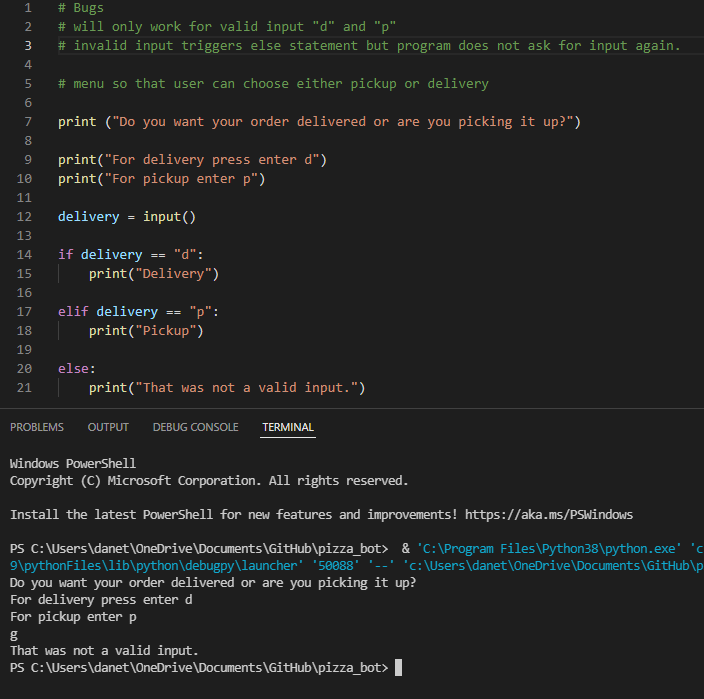 1 # Bugs
2 # will only work for valid input "d" and "p"
3 # invalid input triggers else statement but program does not ask for input again.
4
5 # menu so that user can choose either pickup or delivery
6
7 print ("Do you want your order delivered or are you picking it up?")
8
9 print("For delivery press enter d")
10 print("For pickup enter p")
11
12 delivery = input()
13
14 if delivery == "d":
15 print("Delivery")
16
17 elif delivery == "p":
18 print("Pickup")
19
20 else:
21 print("That was not a valid input.")
PROBLEMS OUTPUT DEBUG CONSOLE TERMINAL
Windows PowerShell
Copyright (C) Microsoft Corporation. All rights reserved.
Install the latest PowerShell for new features and improvements! https://aka.ms/PSWindows
PS C:\Users\danet\OneDrive\Documents\GitHub\pizza_bot> & 'C:\Program Files\Python38\python.exe' 'c
9\pythonFiles\lib\python\debugpy\launcher' '50088' '--' 'c:\Users\danet\OneDrive\Documents\GitHub\p
Do you want your order delivered or are you picking it up?
For delivery press enter d
For pickup enter p
g
That was not a valid input.
PS C:\Users\danet\OneDrive\Documents\GitHub\pizza_bot>